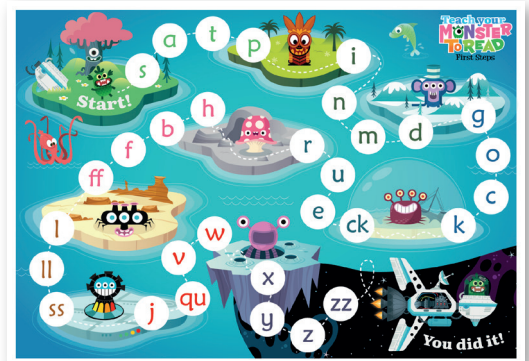 Teach your
MONSTER
TO READ
First Steps
Start!
s
a
t
p
i
n
m
d
g
o
c
k
ck
e
u
r
h
b
f
ff
l
ll
ss
j
qu
v
w
x
y
z
zz
You did it!